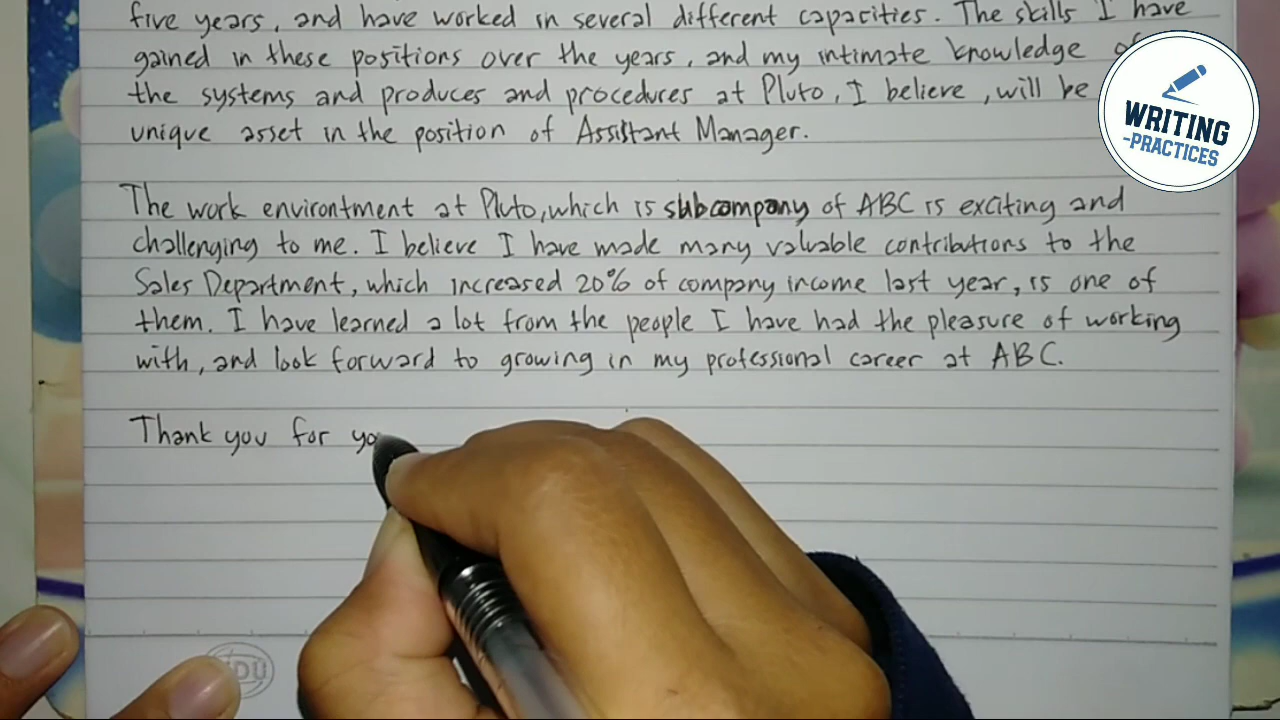 five years, and have worked in several different capacities. The skills I have
gained in these positions over the years, and my intimate knowledge of
the systems and produces and procedures at Pluto, I believe, will be
unique asset in the position of Assistant Manager.
The work environtment at Pluto, which is subcompany of ABC is exciting and
challenging to me. I believe I have made many valuable contributions to the
Sales Department, which increased 20% of company income last year, is one of
them. I have learned a lot from the people I have had the pleasure of working
with, and look forward to growing in my professional career at ABC.
Thank you for yo
WRITING
-PRACTICES